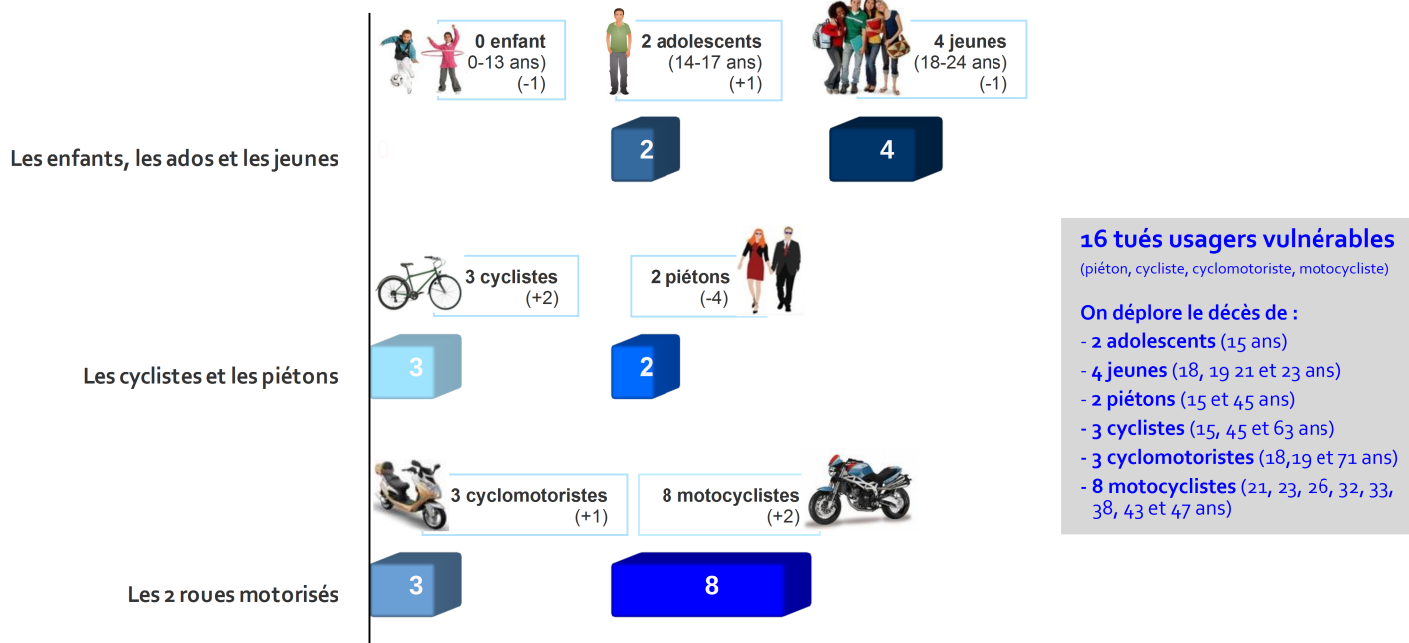 0 enfant
0-13 ans)
(-1)
2 adolescents
(14-17 ans)
(+1)
4 jeunes
(18-24 ans)
(-1)
Les enfants, les ados et les jeunes
0
2
4
3 cyclistes
(+2)
2 piétons
(-4)
Les cyclistes et les piétons
3
2
3 cyclomotoristes
(+1)
8 motocyclistes
(+2)
Les 2 roues motorisés
3
8
16 tués usagers vulnérables
(piéton, cycliste, cyclomotoriste, motocycliste)
On déplore le décès de :
- 2 adolescents (15 ans)
- 4 jeunes (18, 19 21 et 23 ans)
- 2 piétons (15 et 45 ans)
- 3 cyclistes (15, 45 et 63 ans)
- 3 cyclomotoristes (18,19 et 71 ans)
- 8 motocyclistes (21, 23, 26, 32, 33,
38, 43 et 47 ans)